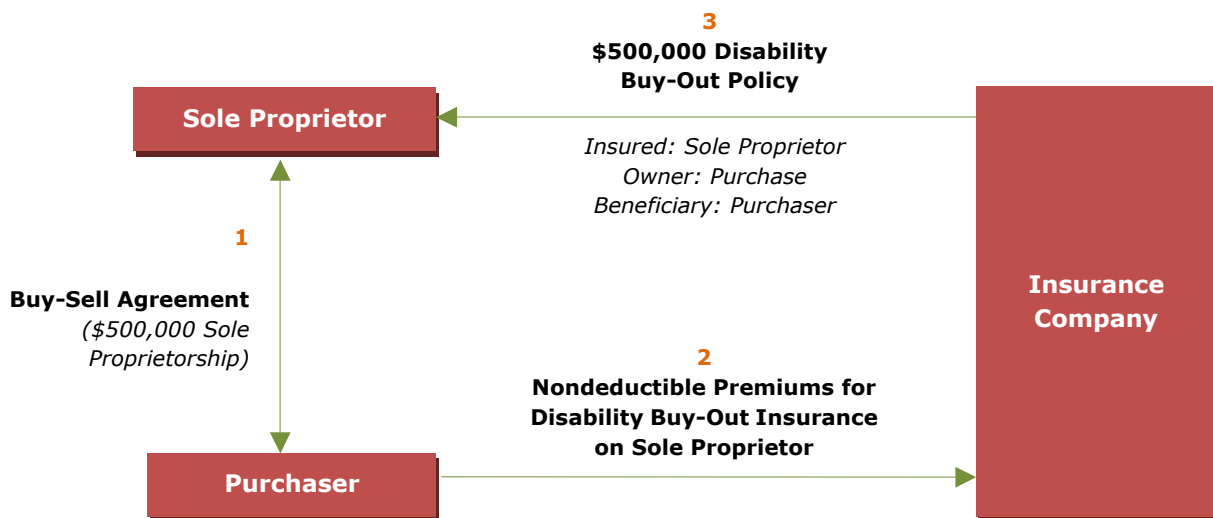 3
$500,000 Disability
Buy-Out Policy
Sole Proprietor
Insured: Sole Proprietor
Owner: Purchase
Beneficiary: Purchaser
1
Buy-Sell Agreement
($500,000 Sole
Proprietorship)
Insurance
Company
2
Nondeductible Premiums for
Disability Buy-Out Insurance
on Sole Proprietor
Purchaser